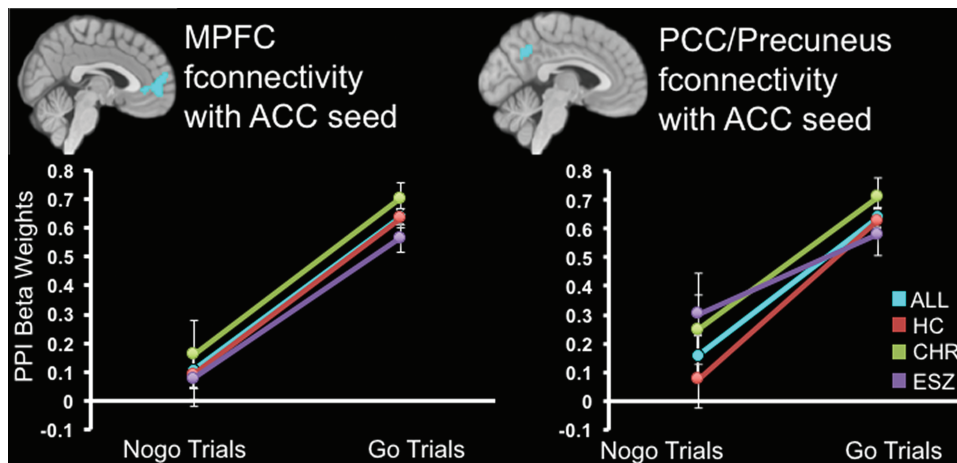 MPFC
fconnectivity
with ACC seed
PCC/Precuneus
fconnectivity
with ACC seed
PPI Beta Weights
0.8
0.7
0.6
0.5
0.4
0.3
0.2
0.1
0
-0.1
Nogo Trials
Go Trials
0.8
0.7
0.6
0.5
0.4
0.3
0.2
0.1
0
-0.1
Nogo Trials
Go Trials
ALL
HC
CHR
ESZ